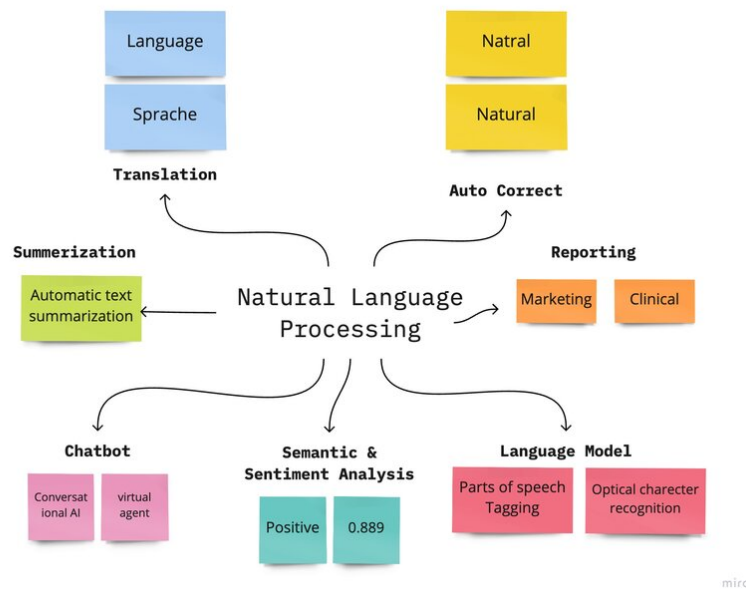 Language
Sprache
Translation
Natral
Natural
Auto Correct
Summerization
Automatic text
summarization
Natural Language
Processing
Reporting
Marketing
Clinical
Chatbot
Conversat
ional AI
virtual
agent
Semantic &
Sentiment Analysis
Positive
0.889
Language Model
Parts of speech
Tagging
Optical charecter
recognition